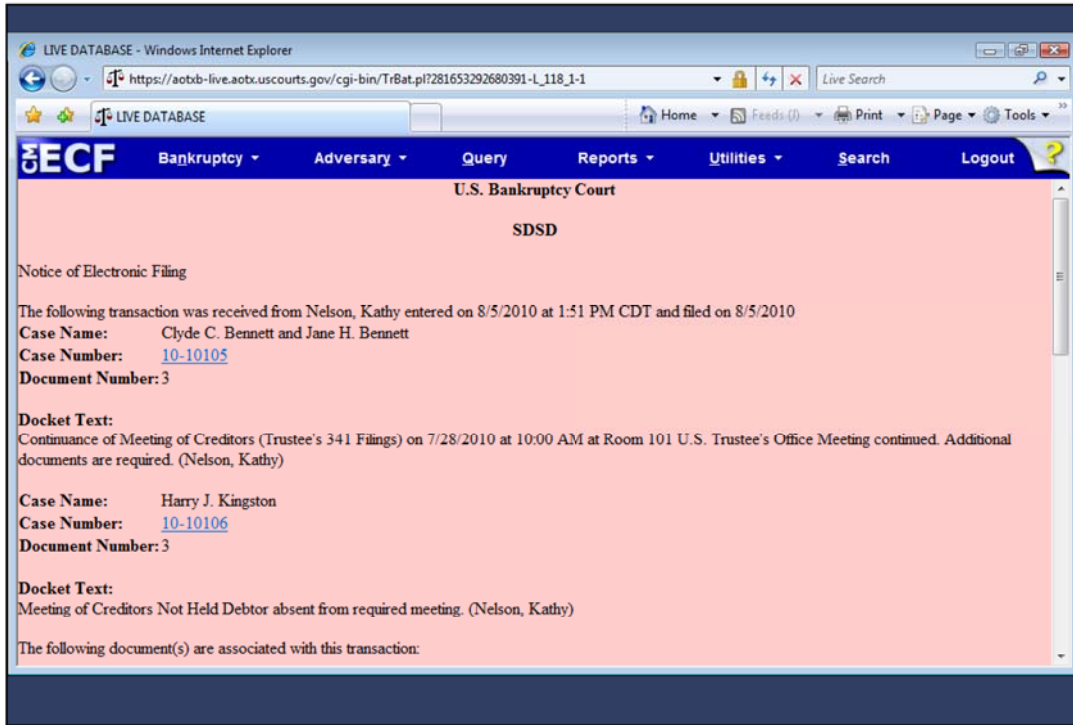 LIVE DATABASE - Windows Internet Explorer
https://aotxb-live.aotx.uscourts.gov/cgi-bin/TrBat.pl?281653292680391-L_118_1-1
Live Search
LIVE DATABASE
Home Feeds (J) Print Page Tools »
CM ECF Bankruptcy Adversary Query Reports Utilities Search Logout ?
U.S. Bankruptcy Court
SDSD
Notice of Electronic Filing
The following transaction was received from Nelson, Kathy entered on 8/5/2010 at 1:51 PM CDT and filed on 8/5/2010
Case Name: Clyde C. Bennett and Jane H. Bennett
Case Number: 10-10105
Document Number: 3
Docket Text:
Continuance of Meeting of Creditors (Trustee's 341 Filings) on 7/28/2010 at 10:00 AM at Room 101 U.S. Trustee's Office Meeting continued. Additional
documents are required. (Nelson, Kathy)
Case Name: Harry J. Kingston
Case Number: 10-10106
Document Number: 3
Docket Text:
Meeting of Creditors Not Held Debtor absent from required meeting. (Nelson, Kathy)
The following document(s) are associated with this transaction: